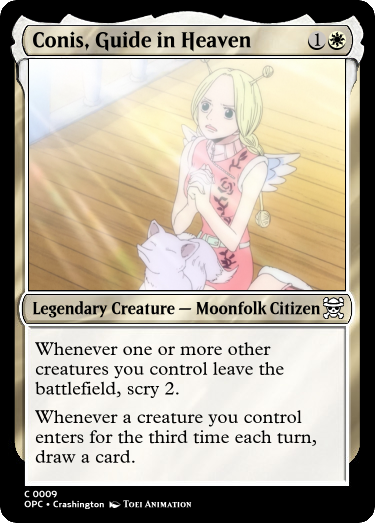 Conis, Guide in Heaven 1
Legendary Creature — Moonfolk Citizen
Whenever one or more other
creatures you control leave the
battlefield, scry 2.
Whenever a creature you control
enters for the third time each turn,
draw a card.
C 0009
OPC • Crashington TOEI ANIMATION